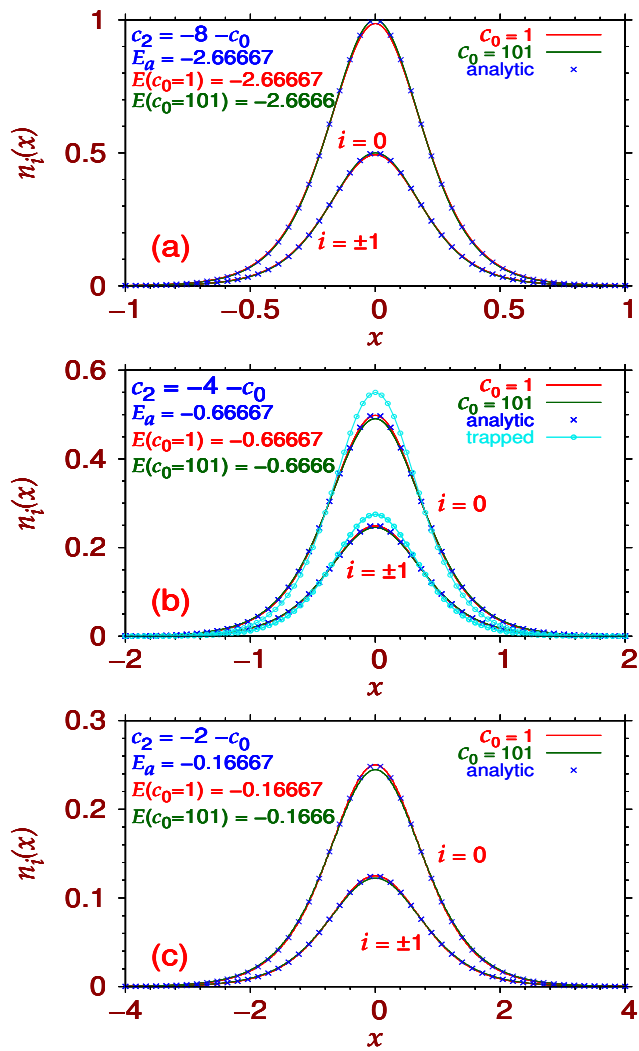 c₂ = −8 −c₀
Eₐ = −2.66667
E(c₀=1) = −2.66667
E(c₀=101) = −2.6666
c₀ = 1
c₀ = 101
analytic
i = 0
i = ±1
(a)
nᵢ(x)
1
0.5
0
−1
−0.5
0
0.5
1
x
c₂ = −4 −c₀
Eₐ = −0.66667
E(c₀=1) = −0.66667
E(c₀=101) = −0.6666
c₀ = 1
c₀ = 101
analytic
trapped
i = 0
i = ±1
(b)
nᵢ(x)
0.6
0.4
0.2
0
−2
−1
0
1
2
x
c₂ = −2 −c₀
Eₐ = −0.16667
E(c₀=1) = −0.16667
E(c₀=101) = −0.1666
c₀ = 1
c₀ = 101
analytic
i = 0
i = ±1
(c)
nᵢ(x)
0.3
0.2
0.1
0
−4
−2
0
2
4
x